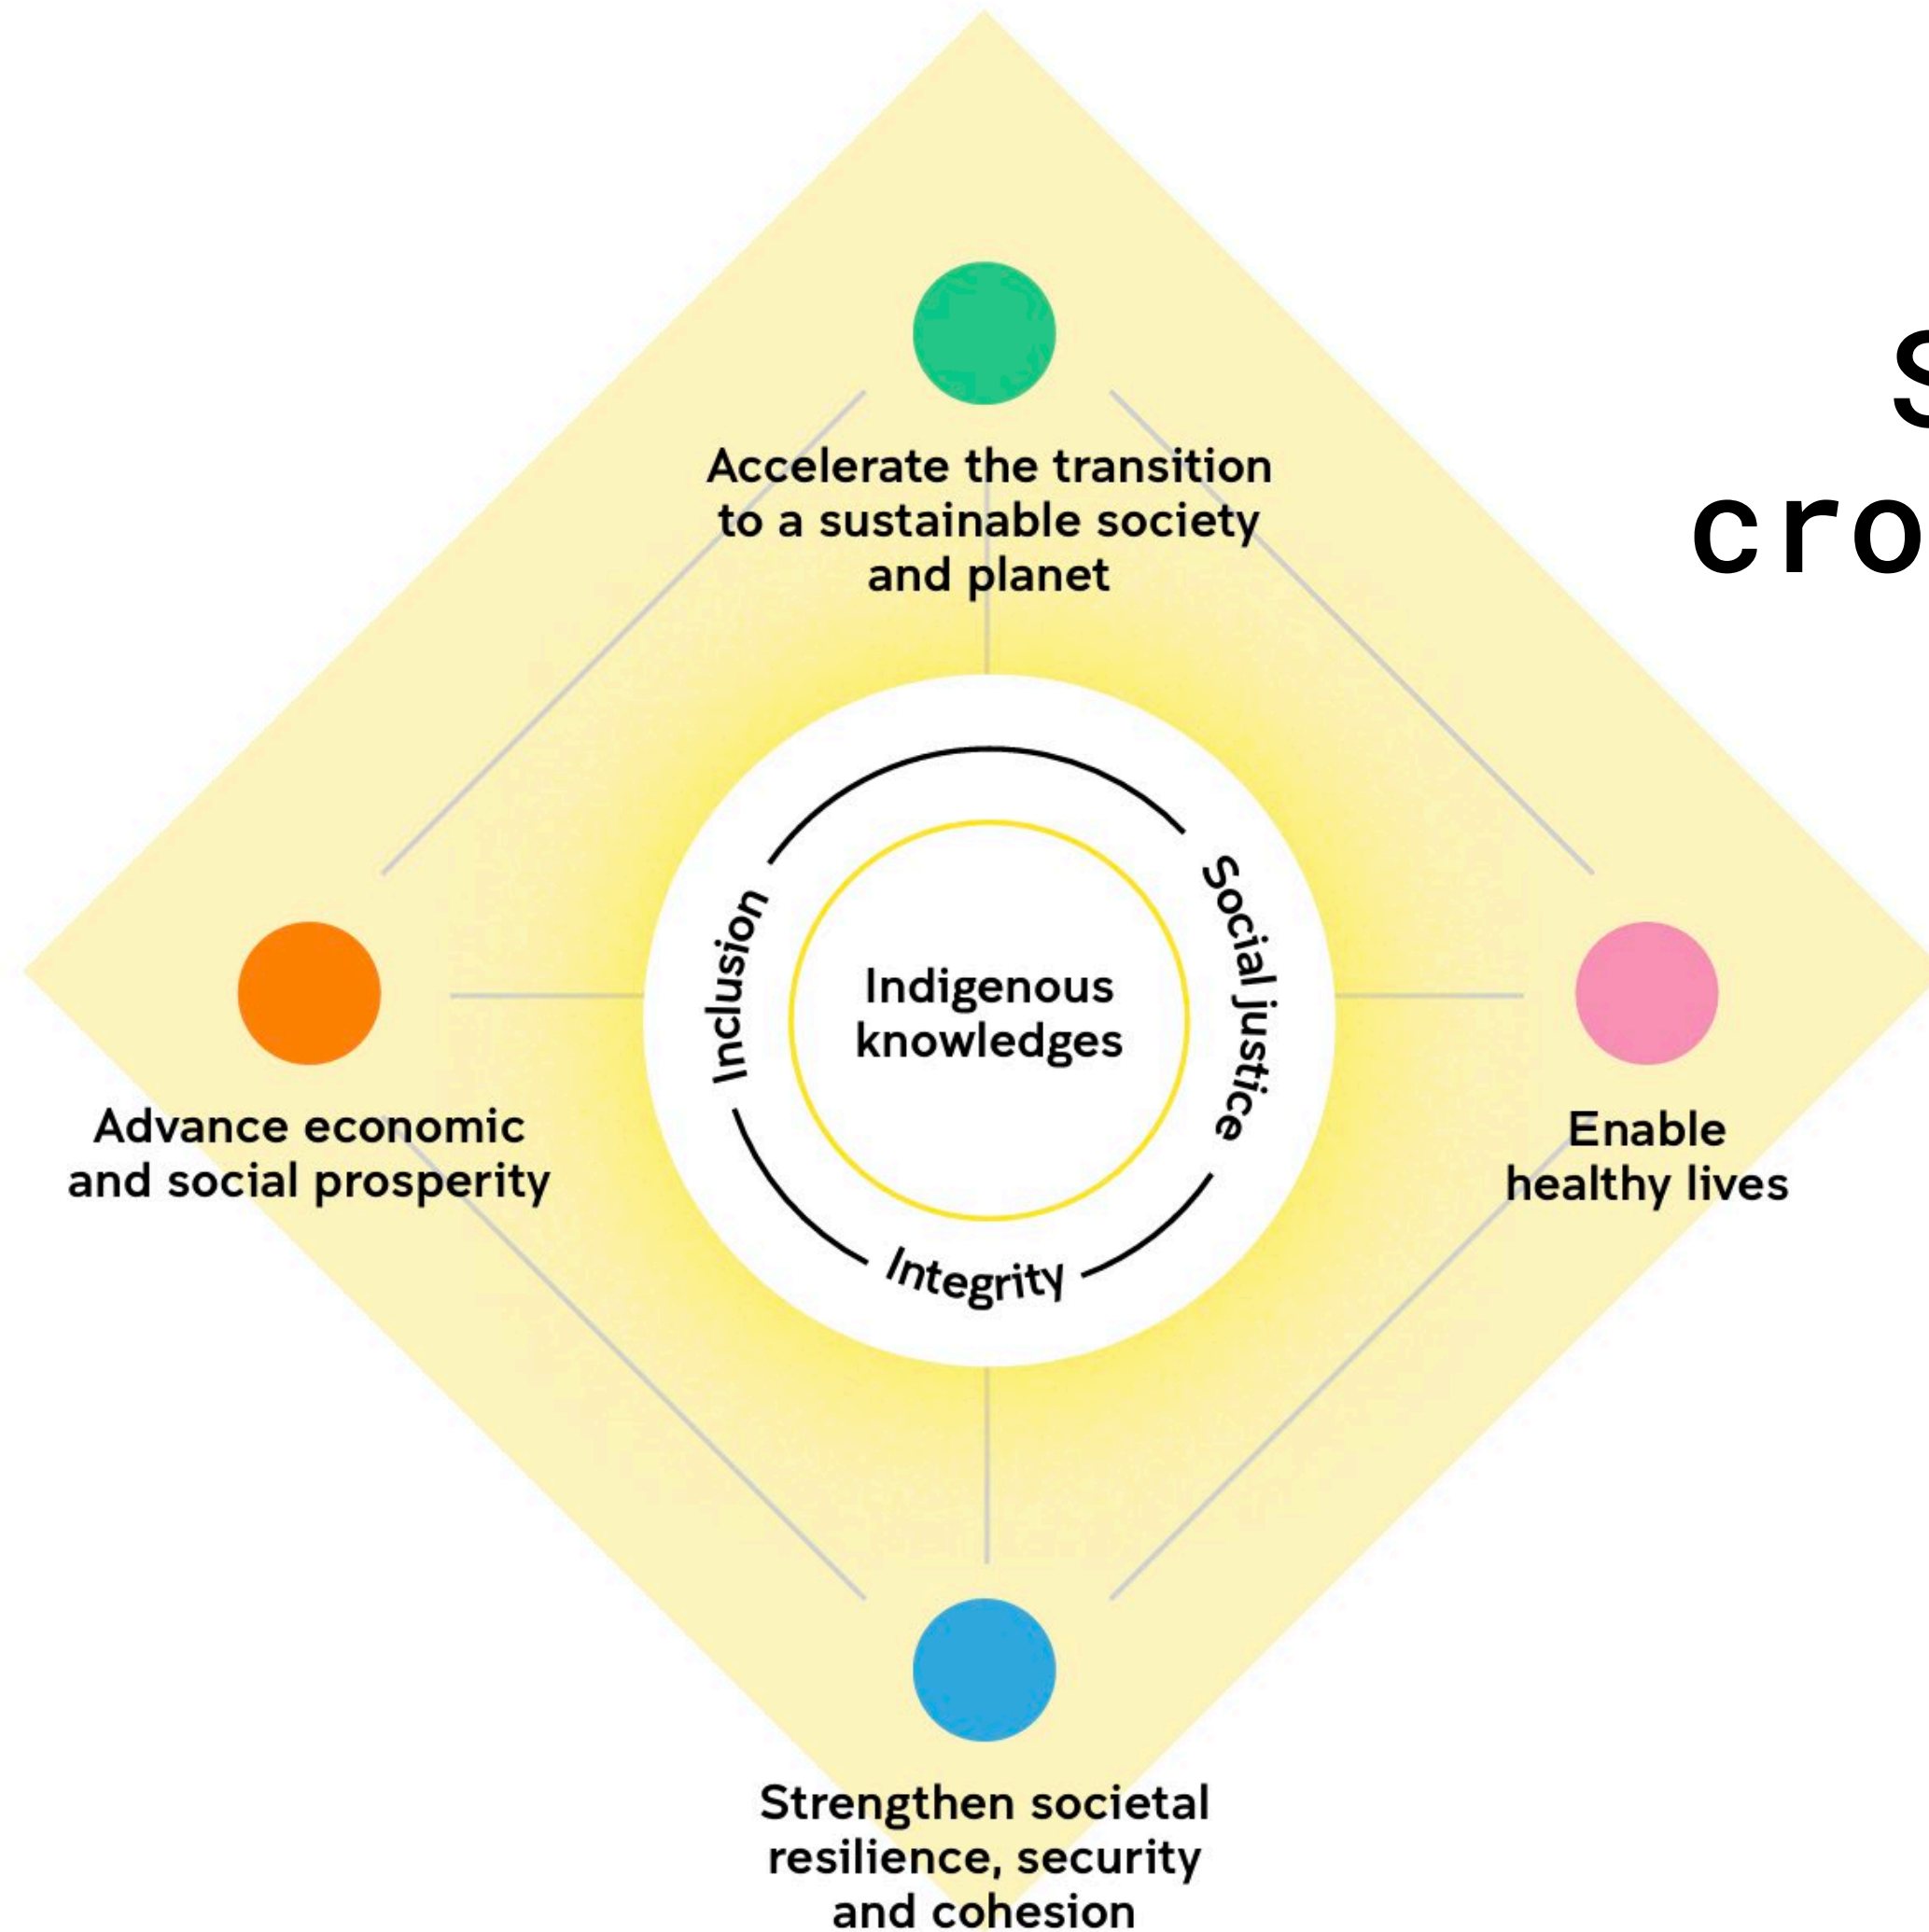 Accelerate the transition
to a sustainable society
and planet
S
cro
Inclusion
Social justice
Indigenous
knowledges
Integrity
Advance economic
and social prosperity
Enable
healthy lives
Strengthen societal
resilience, security
and cohesion